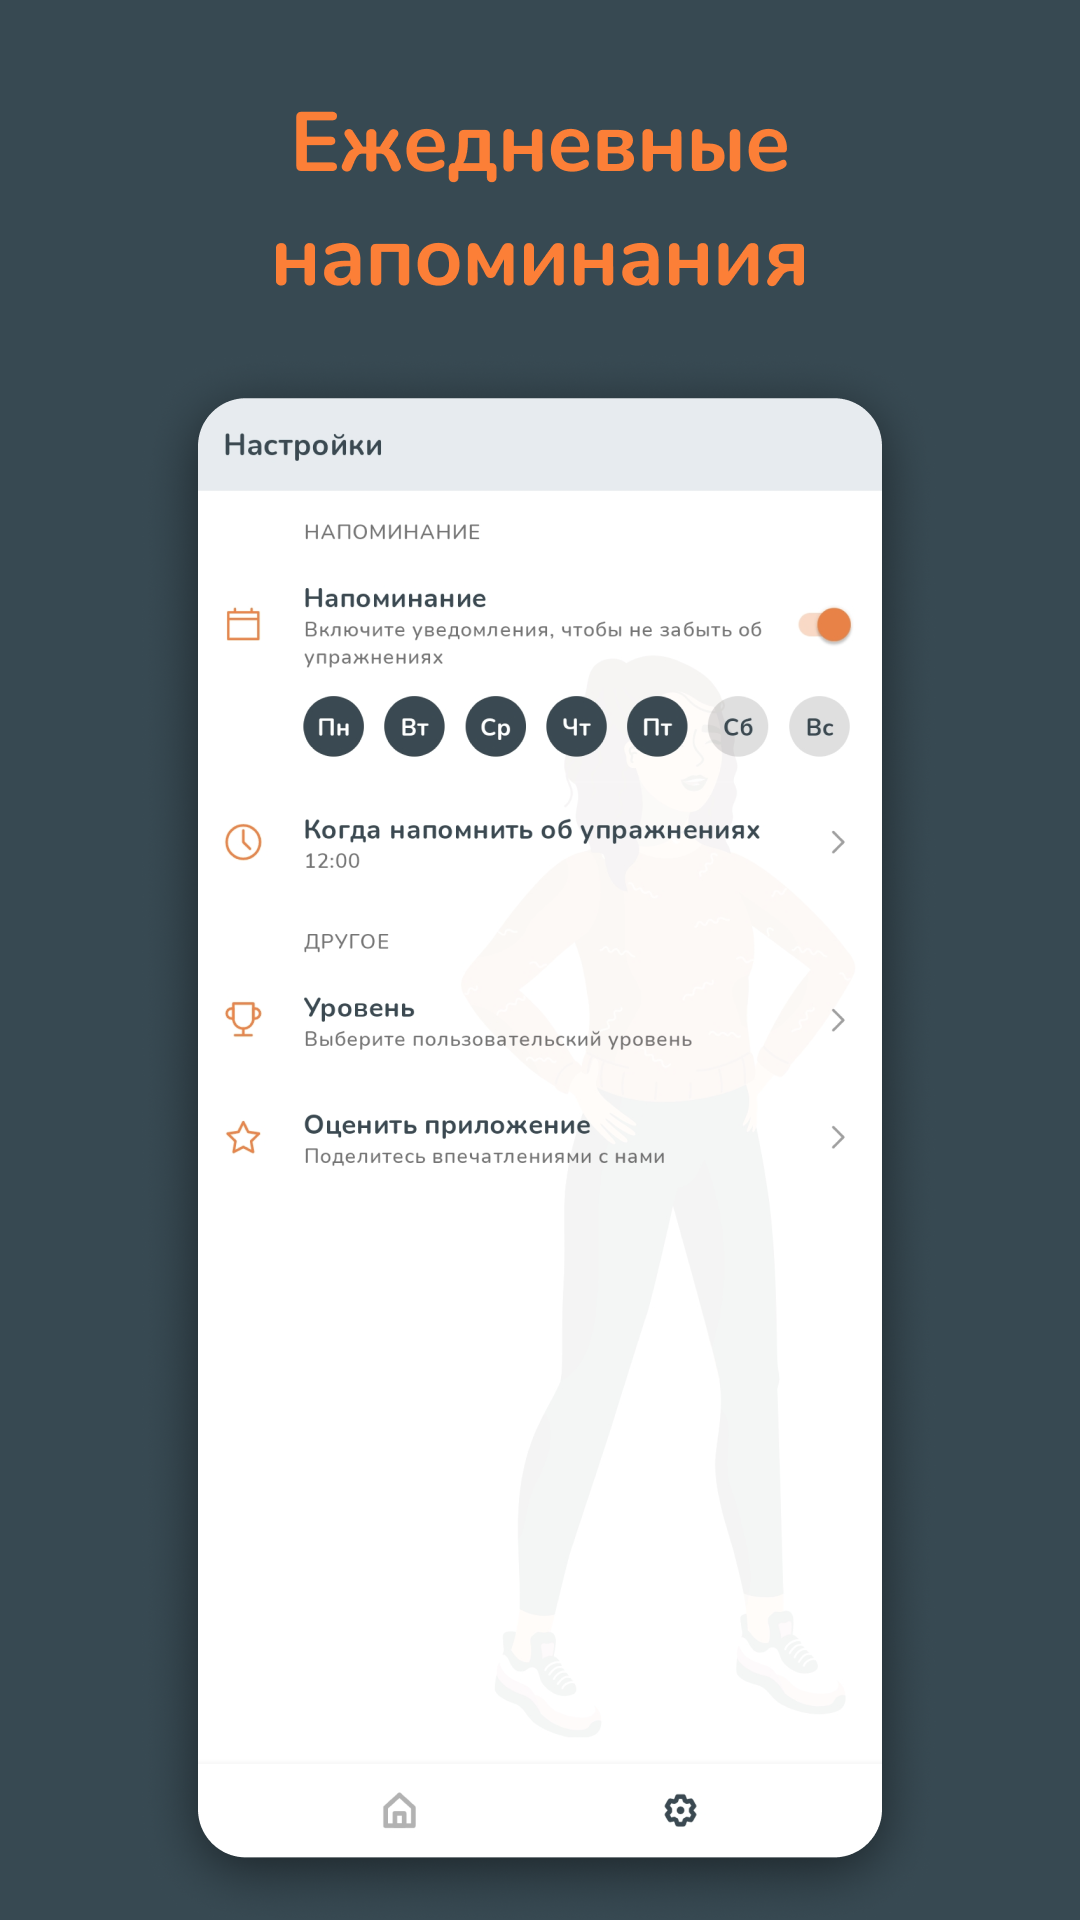 Ежедневные
напоминания
Настройки
НАПОМИНАНИЕ
Напоминание
Включите уведомления, чтобы не забыть об
упражнениях
Пн Вт Ср Чт Пт Сб Вс
Когда напомнить об упражнениях
12:00
ДРУГОЕ
Уровень
Выберите пользовательский уровень
Оценить приложение
Поделитесь впечатлениями с нами